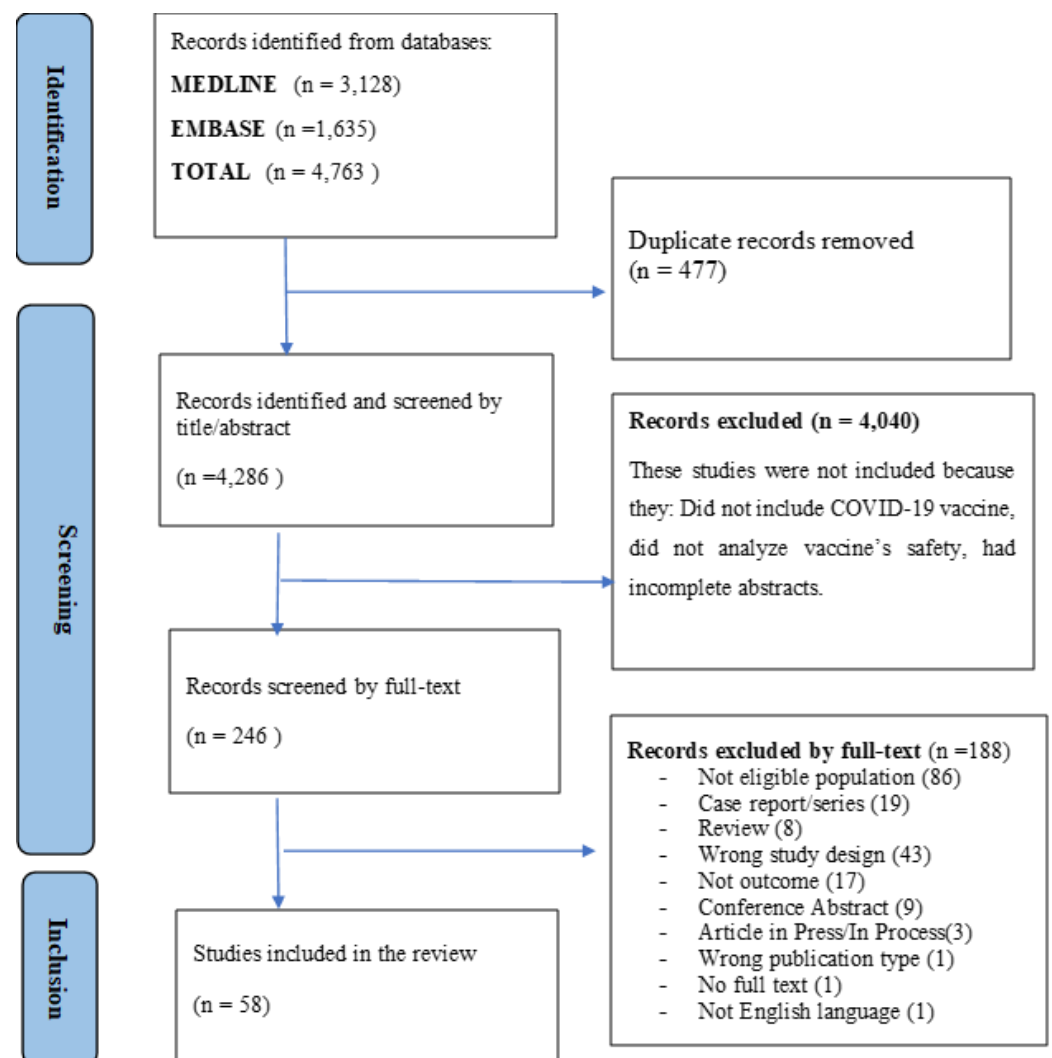 Identification
Records identified from databases:
MEDLINE (n = 3,128)
EMBASE (n =1,635)
TOTAL (n = 4,763 )
Duplicate records removed
(n = 477)
Screening
Records identified and screened by
title/abstract
(n =4,286 )
Records excluded (n = 4,040)
These studies were not included because
they: Did not include COVID-19 vaccine,
did not analyze vaccine's safety, had
incomplete abstracts.
Records screened by full-text
(n = 246 )
Records excluded by full-text (n =188)
- Not eligible population (86)
- Case report/series (19)
- Review (8)
- Wrong study design (43)
- Not outcome (17)
- Conference Abstract (9)
- Article in Press/In Process(3)
- Wrong publication type (1)
- No full text (1)
- Not English language (1)
Inclusion
Studies included in the review
(n = 58)